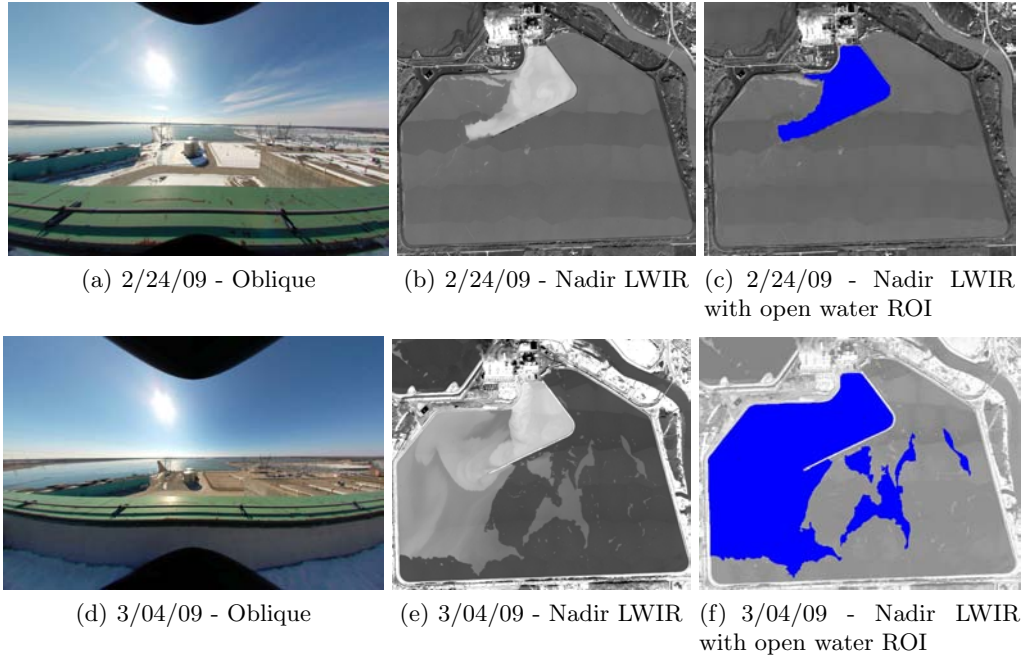 (a) 2/24/09 - Oblique
(b) 2/24/09 - Nadir LWIR
(c) 2/24/09 - Nadir LWIR
with open water ROI
(d) 3/04/09 - Oblique
(e) 3/04/09 - Nadir LWIR
(f) 3/04/09 - Nadir LWIR
with open water ROI